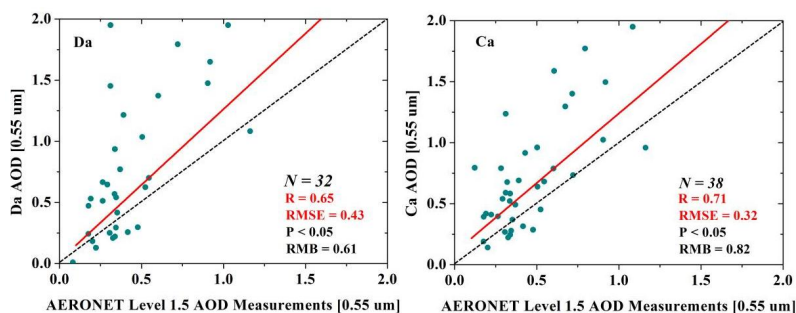 Da
Da AOD [0.55 um]
2.0
1.5
1.0
0.5
0.0
N = 32
R = 0.65
RMSE = 0.43
P < 0.05
RMB = 0.61
0.0 0.5 1.0 1.5 2.0
AERONET Level 1.5 AOD Measurements [0.55 um]
Ca
Ca AOD [0.55 um]
2.0
1.5
1.0
0.5
0.0
N = 38
R = 0.71
RMSE = 0.32
P < 0.05
RMB = 0.82
0.0 0.5 1.0 1.5 2.0
AERONET Level 1.5 AOD Measurements [0.55 um]